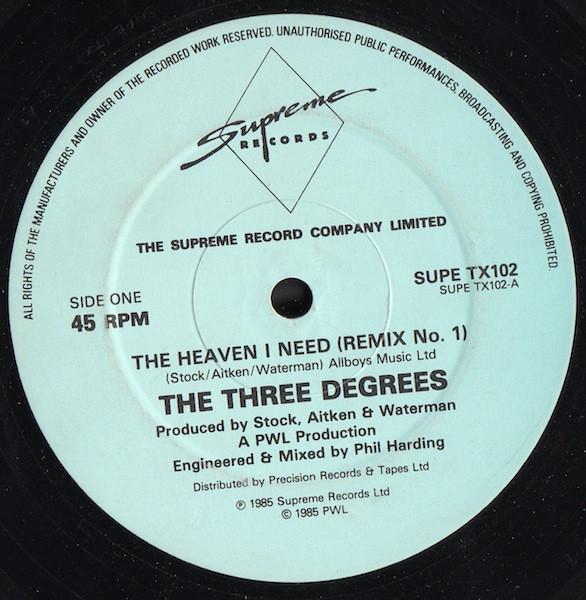 ALL RIGHTS OF THE MANUFACTURERS AND OWNER OF THE RECORDED WORK RESERVED. UNAUTHORISED PUBLIC PERFORMANCES, BROADCASTING AND COPYING PROHIBITED.
Supreme
RECORDS
THE SUPREME RECORD COMPANY LIMITED
SIDE ONE
45 RPM
SUPE TX102
SUPE TX102-A
THE HEAVEN I NEED (REMIX No. 1)
(Stock/Aitken/Waterman) Allboys Music Ltd
THE THREE DEGREES
Produced by Stock, Aitken & Waterman
A PWL Production
Engineered & Mixed by Phil Harding
Distributed by Precision Records & Tapes Ltd
℗ 1985 Supreme Records Ltd
© 1985 PWL